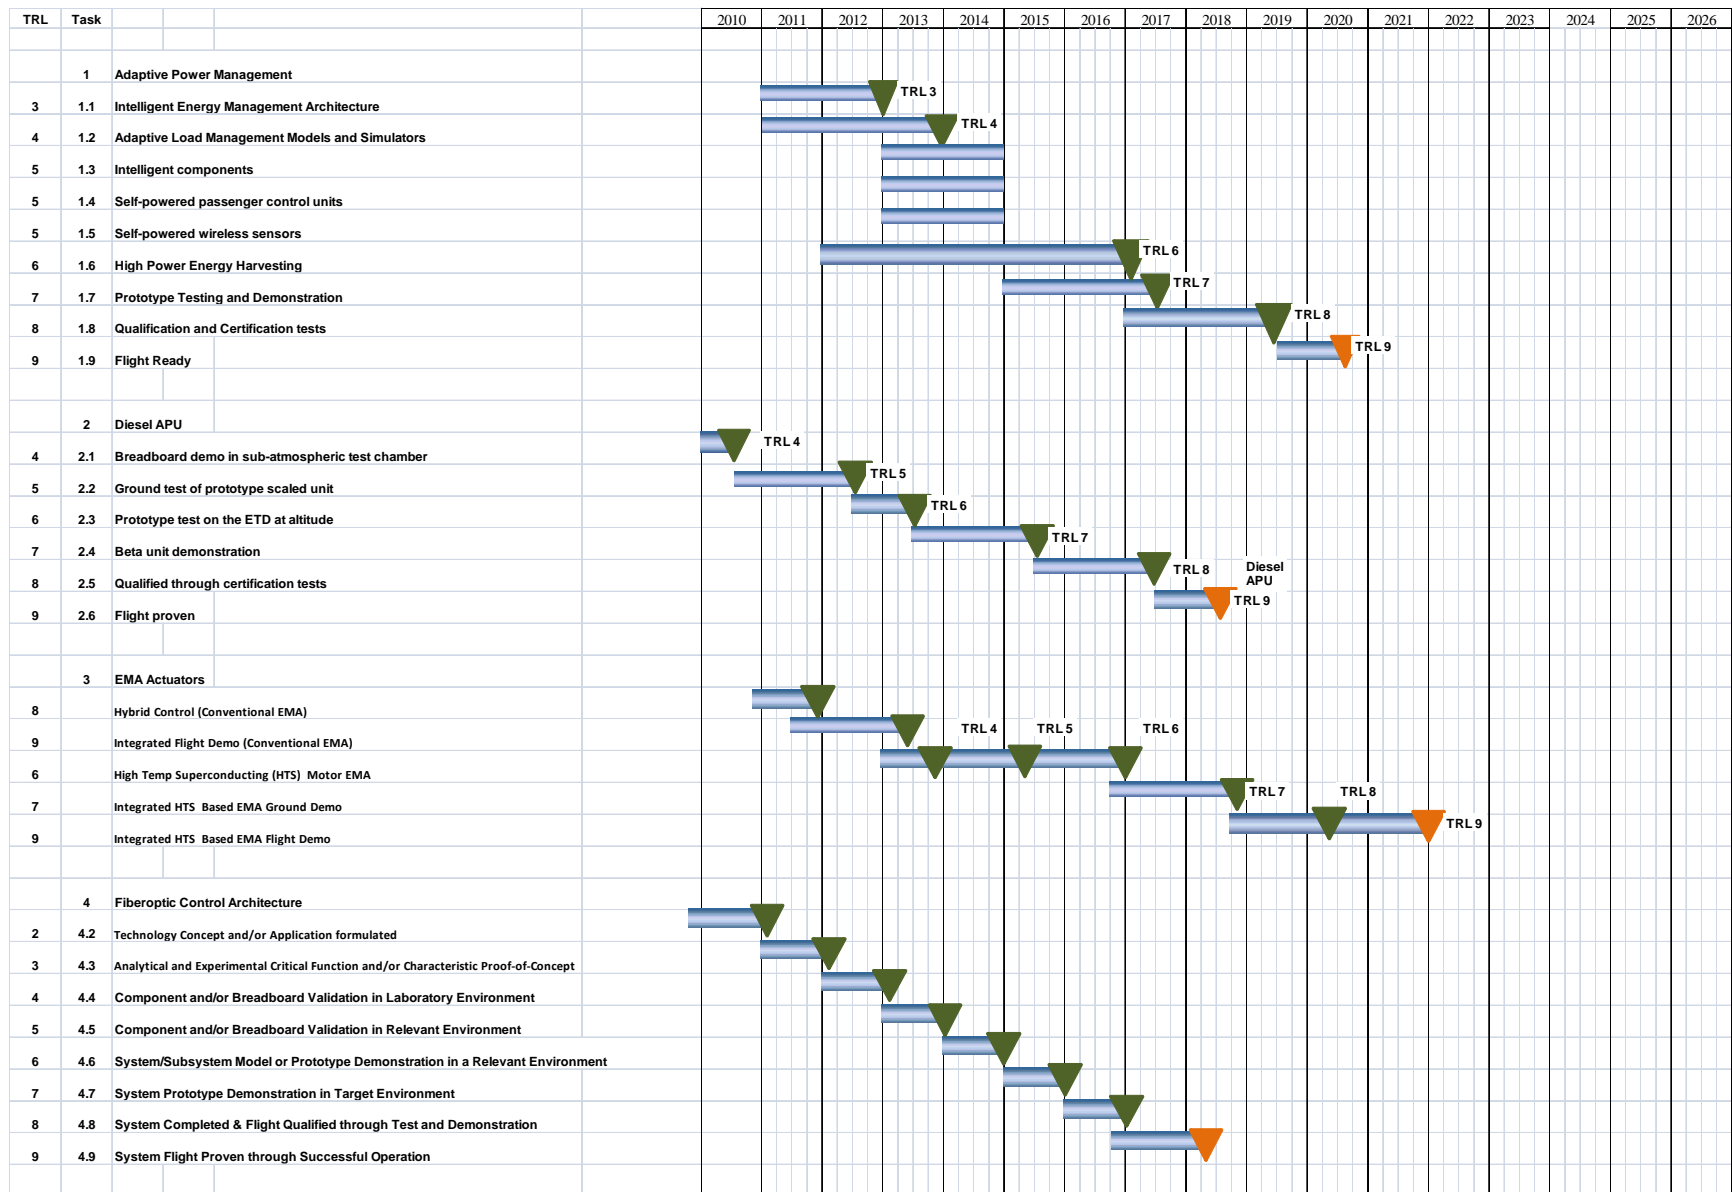 TRL Task 2010 2011 2012 2013 2014 2015 2016 2017 2018 2019 2020 2021 2022 2023 2024 2025 2026
1 Adaptive Power Management
TRL 3
3 1.1 Intelligent Energy Management Architecture
TRL 4
4 1.2 Adaptive Load Management Models and Simulators
5 1.3 Intelligent components
5 1.4 Self-powered passenger control units
5 1.5 Self-powered wireless sensors
TRL 6
6 1.6 High Power Energy Harvesting
TRL 7
7 1.7 Prototype Testing and Demonstration
TRL 8
8 1.8 Qualification and Certification tests
TRL 9
9 1.9 Flight Ready
2 Diesel APU
TRL 4
4 2.1 Breadboard demo in sub-atmospheric test chamber
TRL 5
5 2.2 Ground test of prototype scaled unit
TRL 6
6 2.3 Prototype test on the ETD at altitude
TRL 7
7 2.4 Beta unit demonstration
TRL 8
Diesel
APU
8 2.5 Qualified through certification tests
TRL 9
9 2.6 Flight proven
3 EMA Actuators
8 Hybrid Control (Conventional EMA)
TRL 4 TRL 5 TRL 6
9 Integrated Flight Demo (Conventional EMA)
6 High Temp Superconducting (HTS) Motor EMA
TRL 7 TRL 8
7 Integrated HTS Based EMA Ground Demo
TRL 9
9 Integrated HTS Based EMA Flight Demo
4 Fiberoptic Control Architecture
2 4.2 Technology Concept and/or Application formulated
3 4.3 Analytical and Experimental Critical Function and/or Characteristic Proof-of-Concept
4 4.4 Component and/or Breadboard Validation in Laboratory Environment
5 4.5 Component and/or Breadboard Validation in Relevant Environment
6 4.6 System/Subsystem Model or Prototype Demonstration in a Relevant Environment
7 4.7 System Prototype Demonstration in Target Environment
8 4.8 System Completed & Flight Qualified through Test and Demonstration
9 4.9 System Flight Proven through Successful Operation